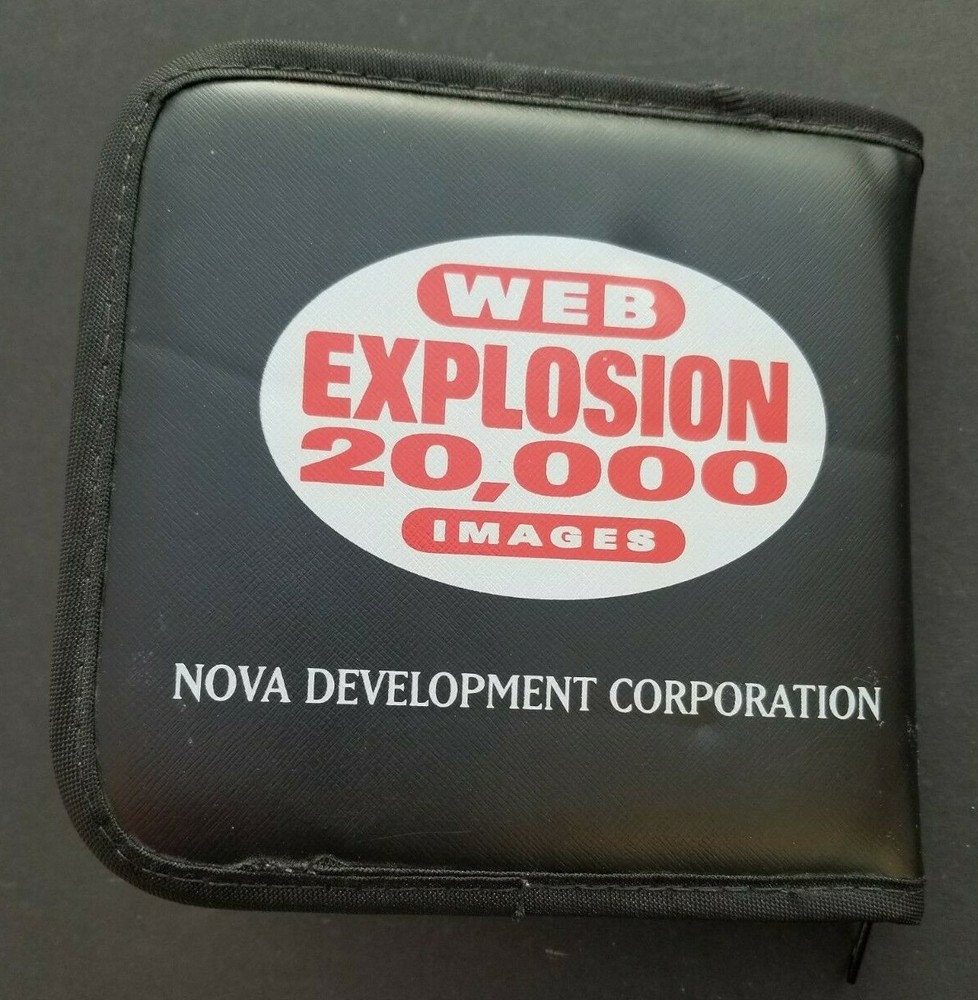 WEB
EXPLOSION
20,000
IMAGES
NOVA DEVELOPMENT CORPORATION